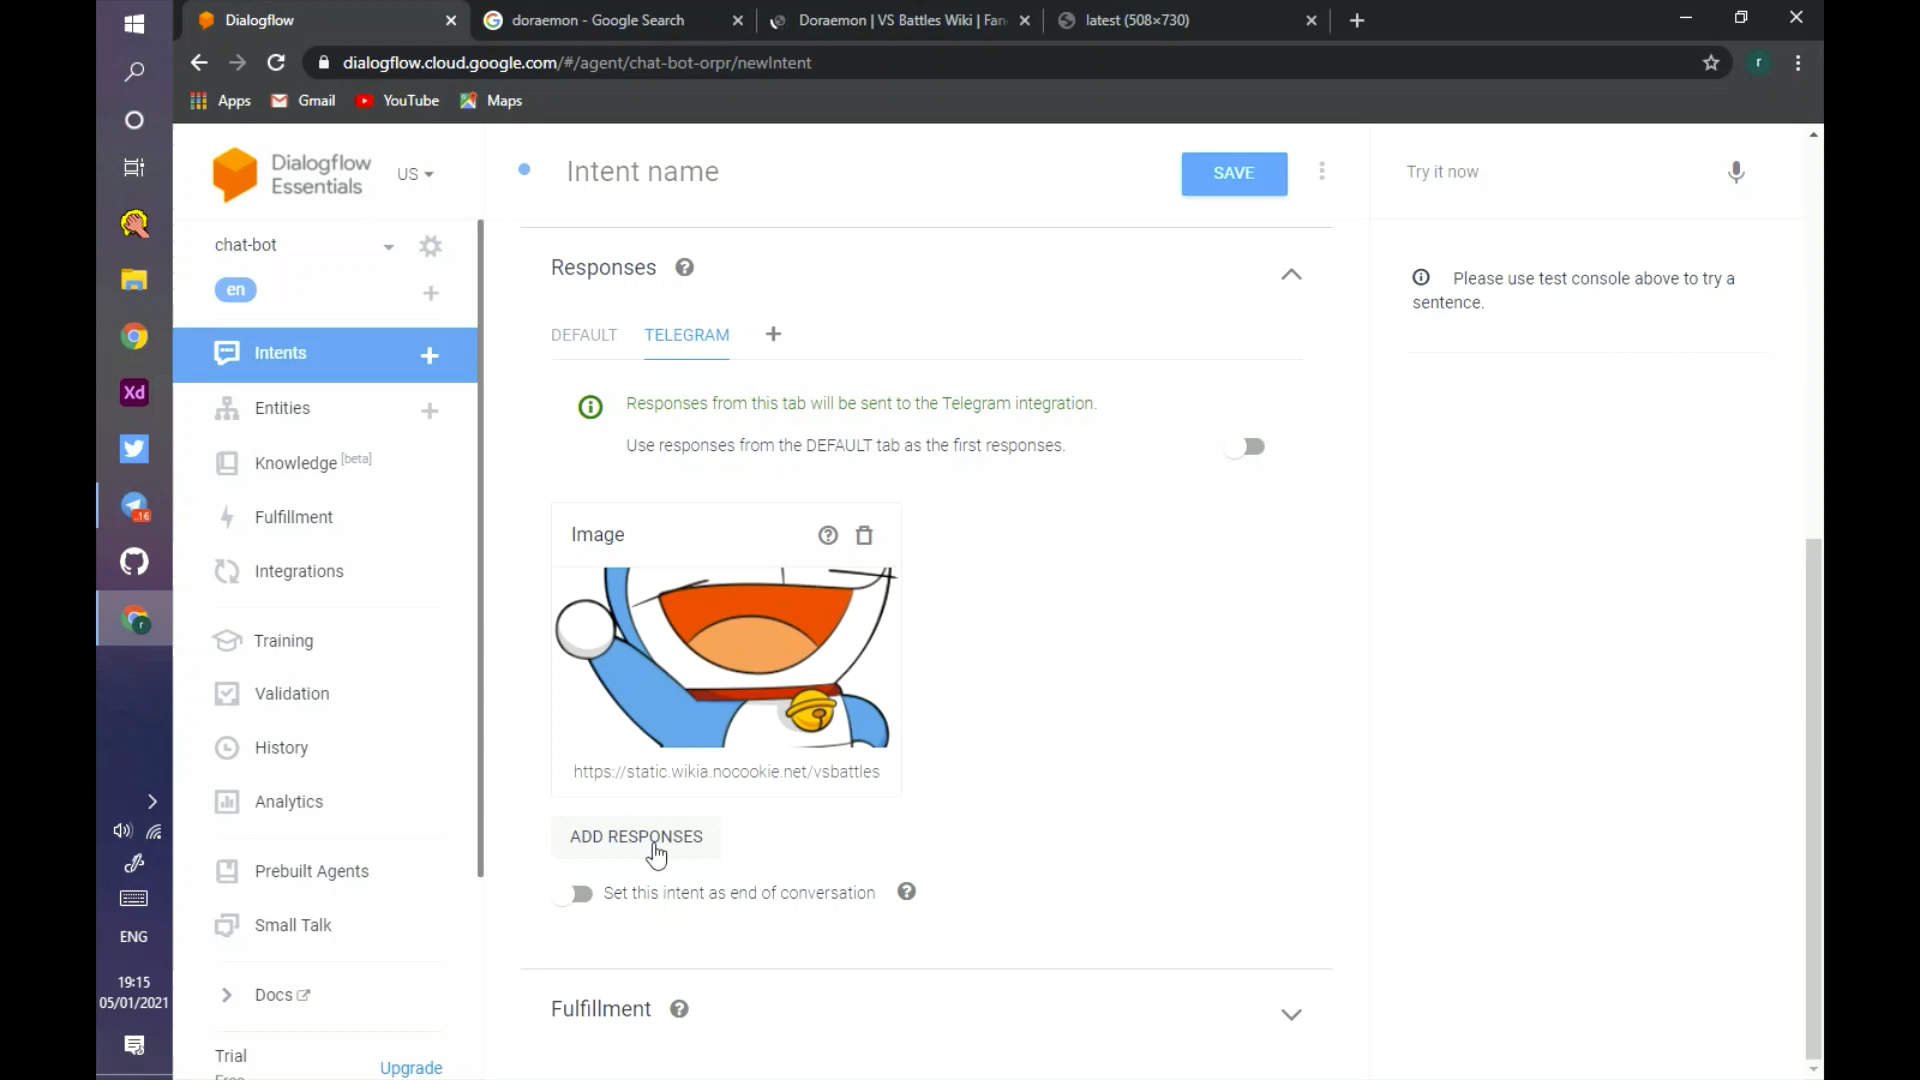 Dialogflow
doraemon - Google Search
Doraemon | VS Battles Wiki | Fan
latest (508×730)
dialogflow.cloud.google.com/#/agent/chat-bot-orpr/newIntent
r
Apps
Gmail
YouTube
Maps
Dialogflow
Essentials
US
Intent name
SAVE
Try it now
chat-bot
en
Responses
Please use test console above to try a
sentence.
DEFAULT
TELEGRAM
Intents
Xd
Entities
Responses from this tab will be sent to the Telegram integration.
Use responses from the DEFAULT tab as the first responses.
Knowledge [beta]
..16
Fulfillment
Image
Integrations
r
Training
Validation
History
https://static.wikia.nocookie.net/vsbattles
Analytics
ADD RESPONSES
Prebuilt Agents
Set this intent as end of conversation
Small Talk
ENG
19:15
05/01/2021
Docs
Fulfillment
Trial
Upgrade